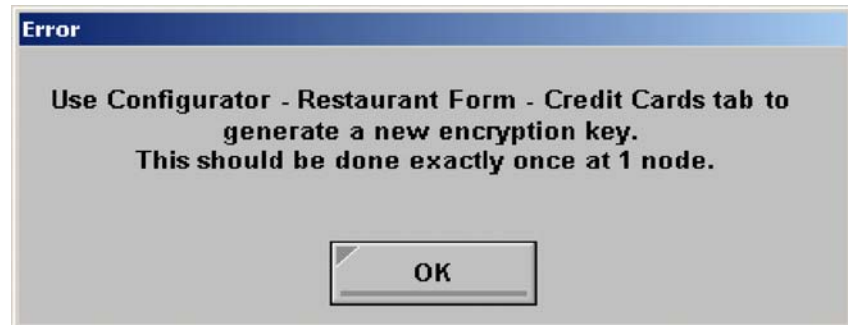 Error
Use Configurator - Restaurant Form - Credit Cards tab to
generate a new encryption key.
This should be done exactly once at 1 node.
OK